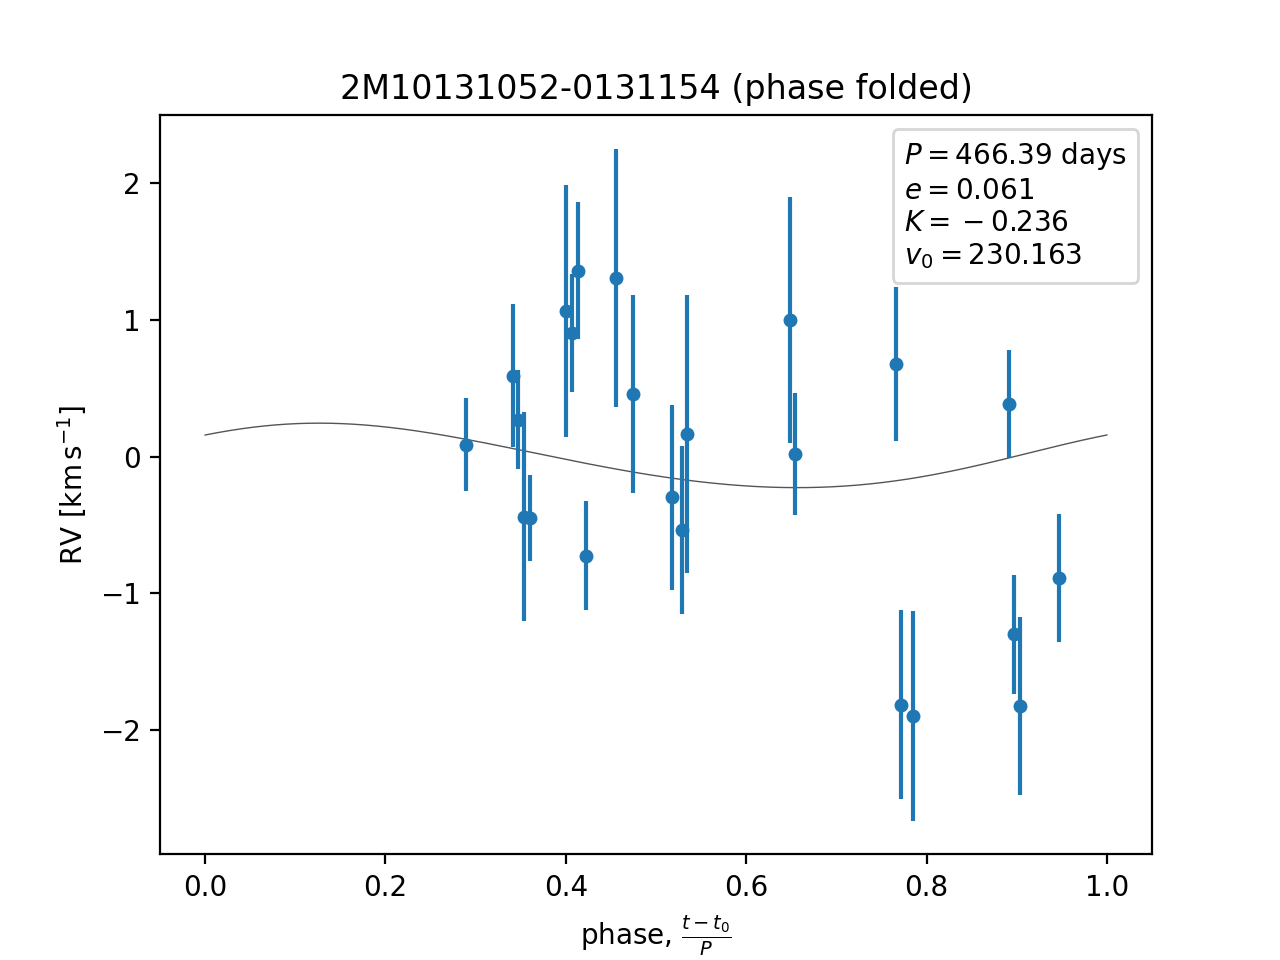 2M10131052-0131154 (phase folded)
P = 466.39 days
e = 0.061
K = −0.236
v₀ = 230.163
RV [km s⁻¹]
2
1
0
−1
−2
0.0 0.2 0.4 0.6 0.8 1.0
phase, (t − t₀)/P